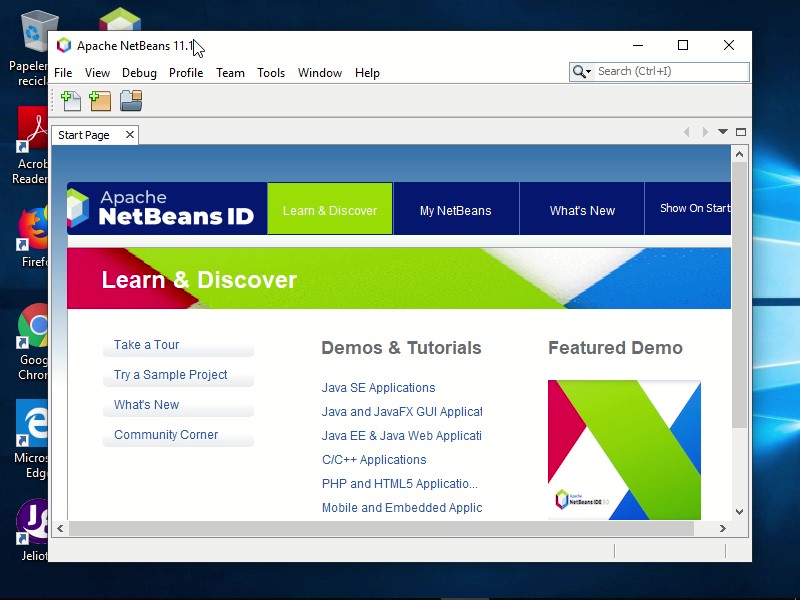 Apache NetBeans 11.1
File View Debug Profile Team Tools Window Help
Search (Ctrl+I)
Start Page
Apache
NetBeans ID
Learn & Discover
My NetBeans
What's New
Show On Start
Learn & Discover
Take a Tour
Try a Sample Project
What's New
Community Corner
Demos & Tutorials
Java SE Applications
Java and JavaFX GUI Applicat
Java EE & Java Web Applicati
C/C++ Applications
PHP and HTML5 Applicatio...
Mobile and Embedded Applic
Featured Demo
Apache
NetBeans IDE
Papeler
recicl
Acrob
Reader
Firef
Goog
Chron
Micros
Edg
Jeliot